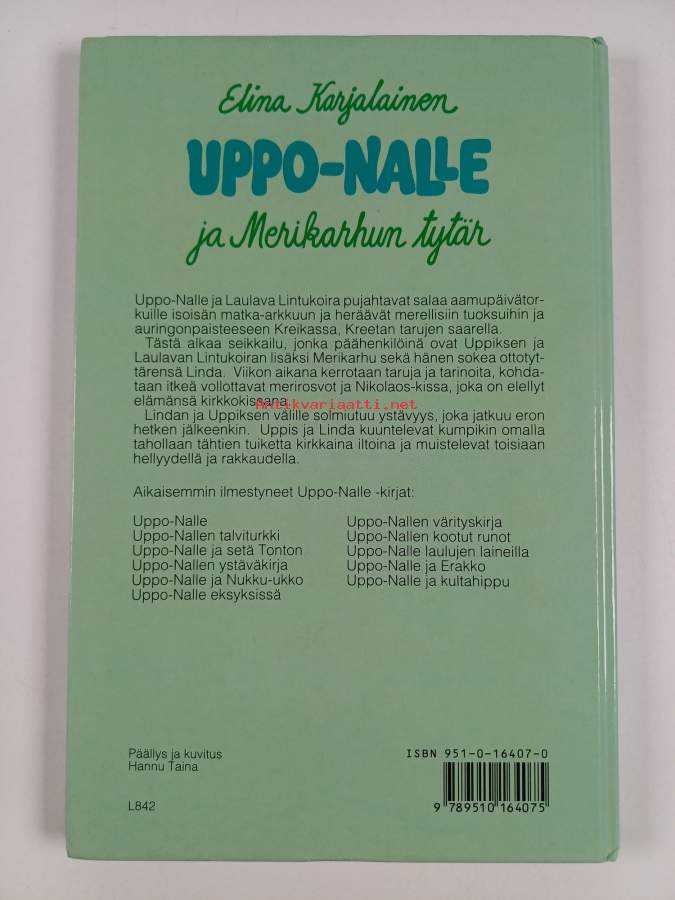 Elina Karjalainen
UPPO-NALLE
ja Merikarhun tytär
Uppo-Nalle ja Laulava Lintukoira pujahtavat salaa aamupäivätor-
kuille isoisän matka-arkkuun ja heräävät merellisiin tuoksuihin ja
auringonpaisteeseen Kreikassa, Kreetan tarujen saarella.
Tästä alkaa seikkailu, jonka päähenkilöinä ovat Uppiksen ja
Laulavan Lintukoiran lisäksi Merikarhu sekä hänen sokea ottotyt-
tärensä Linda. Viikon aikana kerrotaan taruja ja tarinoita, kohda-
taan itkeä vollottavat merirosvot ja Nikolaos-kissa, joka on elellyt
elämänsä kirkkokissana.
antikvariaatti.net
Lindan ja Uppiksen välille solmiutuu ystävyys, joka jatkuu eron
hetken jälkeenkin. Uppis ja Linda kuuntelevat kumpikin omalla
tahollaan tähtien tuiketta kirkkaina iltoina ja muistelevat toisiaan
hellyydellä ja rakkaudella.
Aikaisemmin ilmestyneet Uppo-Nalle -kirjat:
Uppo-Nalle
Uppo-Nallen talviturkki
Uppo-Nalle ja setä Tonton
Uppo-Nallen ystäväkirja
Uppo-Nalle ja Nukku-ukko
Uppo-Nalle eksyksissä
Uppo-Nallen värityskirja
Uppo-Nallen kootut runot
Uppo-Nalle laulujen laineilla
Uppo-Nalle ja Erakko
Uppo-Nalle ja kultahippu
Päällys ja kuvitus
Hannu Taina
L842
ISBN 951-0-16407-0
9 789510 164075